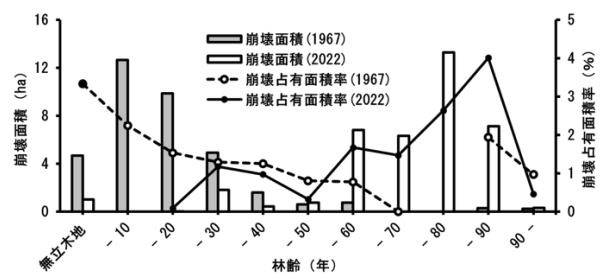 16
12
8
4
0
崩壊面積 (ha)
崩壊面積(1967)
崩壊面積(2022)
崩壊占有面積率(1967)
崩壊占有面積率(2022)
5
4
3
2
1
0
崩壊占有面積率(%)
無立木地
- 10
- 20
- 30
- 40
- 50
- 60
- 70
- 80
- 90
90 -
林齢(年)